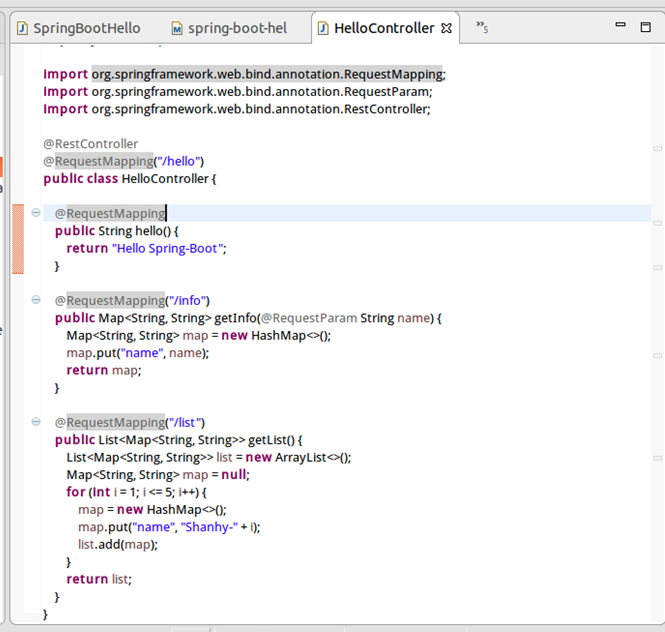 SpringBootHello
spring-boot-hel
HelloController
»5
import org.springframework.web.bind.annotation.RequestMapping;
import org.springframework.web.bind.annotation.RequestParam;
import org.springframework.web.bind.annotation.RestController;
@RestController
@RequestMapping("/hello")
public class HelloController {
@RequestMapping
public String hello() {
return "Hello Spring-Boot";
}
@RequestMapping("/info")
public Map<String, String> getInfo(@RequestParam String name) {
Map<String, String> map = new HashMap<>();
map.put("name", name);
return map;
}
@RequestMapping("/list")
public List<Map<String, String>> getList() {
List<Map<String, String>> list = new ArrayList<>();
Map<String, String> map = null;
for (int i = 1; i <= 5; i++) {
map = new HashMap<>();
map.put("name", "Shanhy-" + i);
list.add(map);
}
return list;
}
}